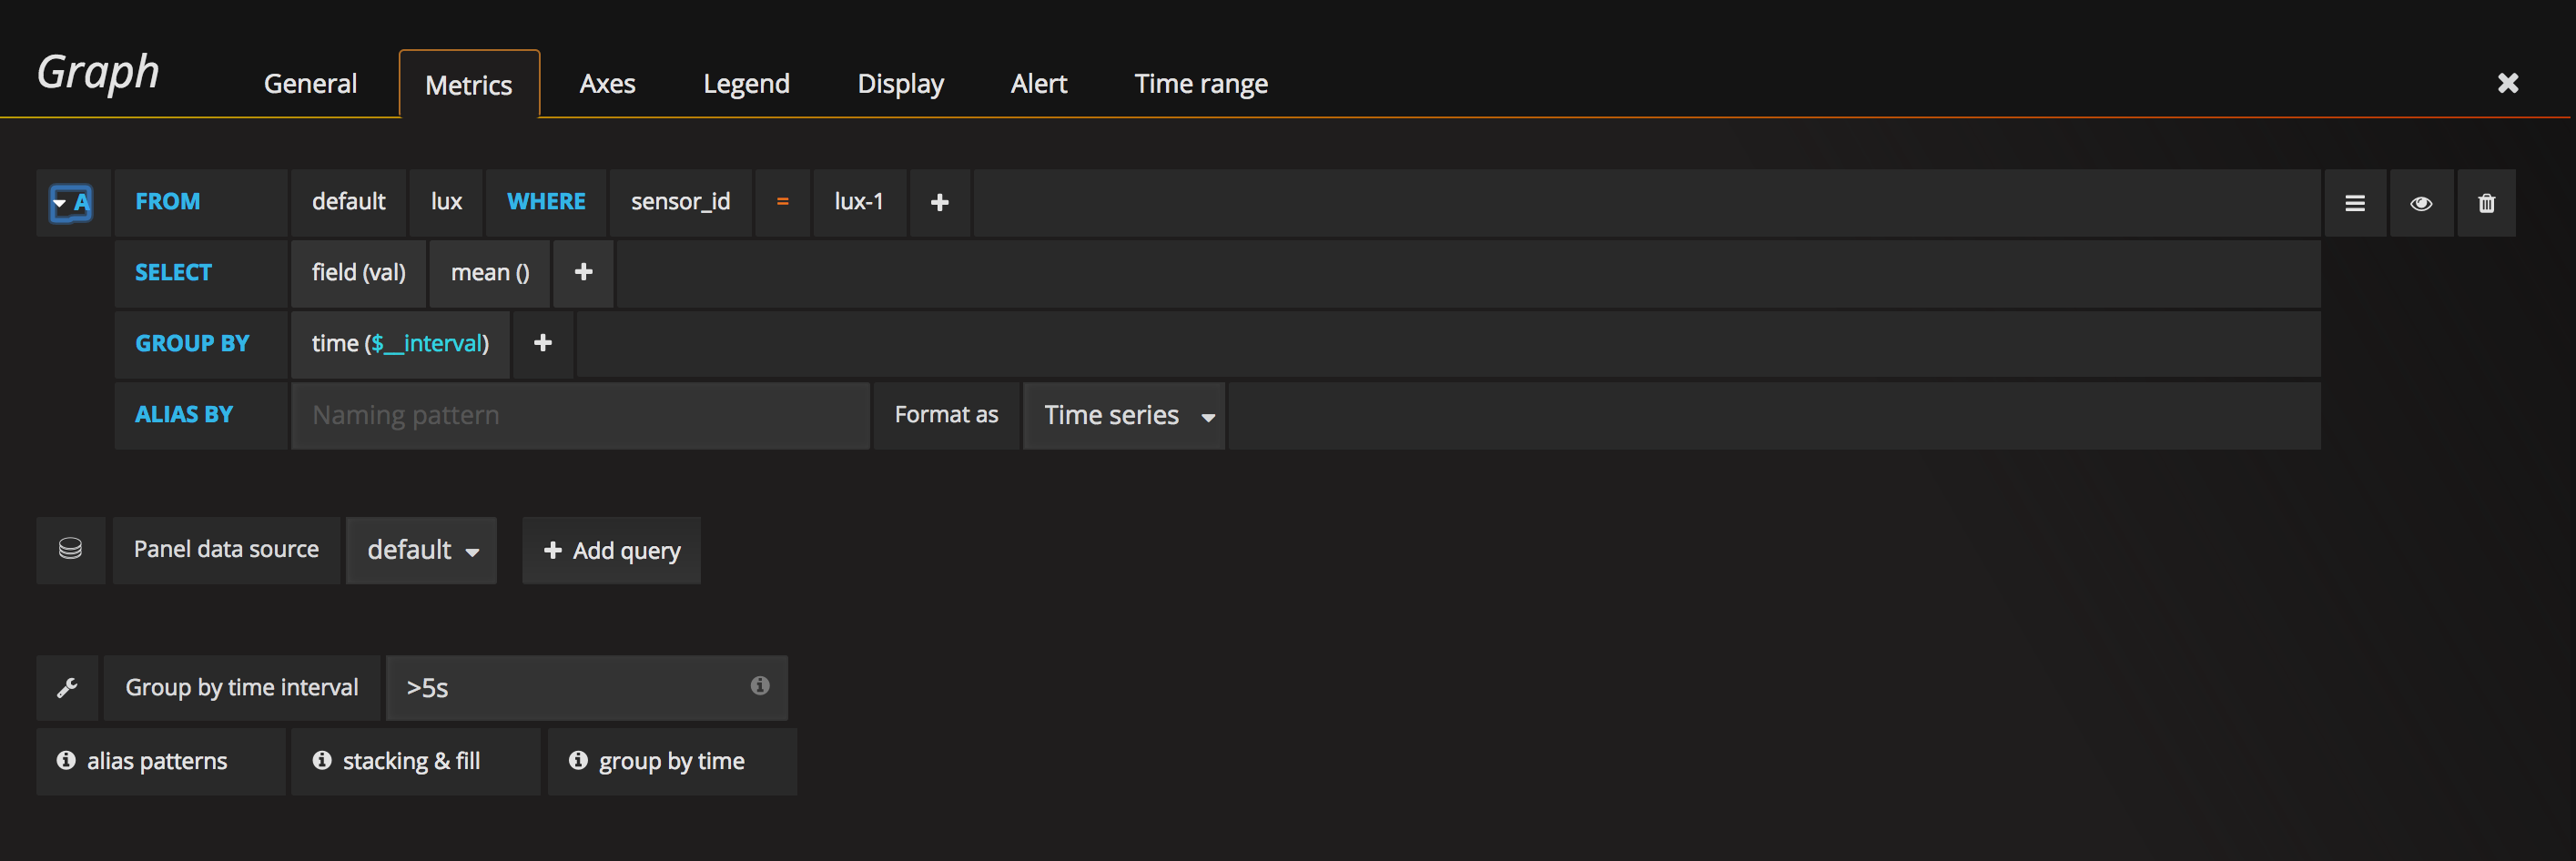 Graph General Metrics Axes Legend Display Alert Time range
A FROM default lux WHERE sensor_id = lux-1 +
SELECT field (val) mean () +
GROUP BY time ($__interval) +
ALIAS BY Naming pattern Format as Time series
Panel data source default + Add query
Group by time interval >5s
alias patterns stacking & fill group by time